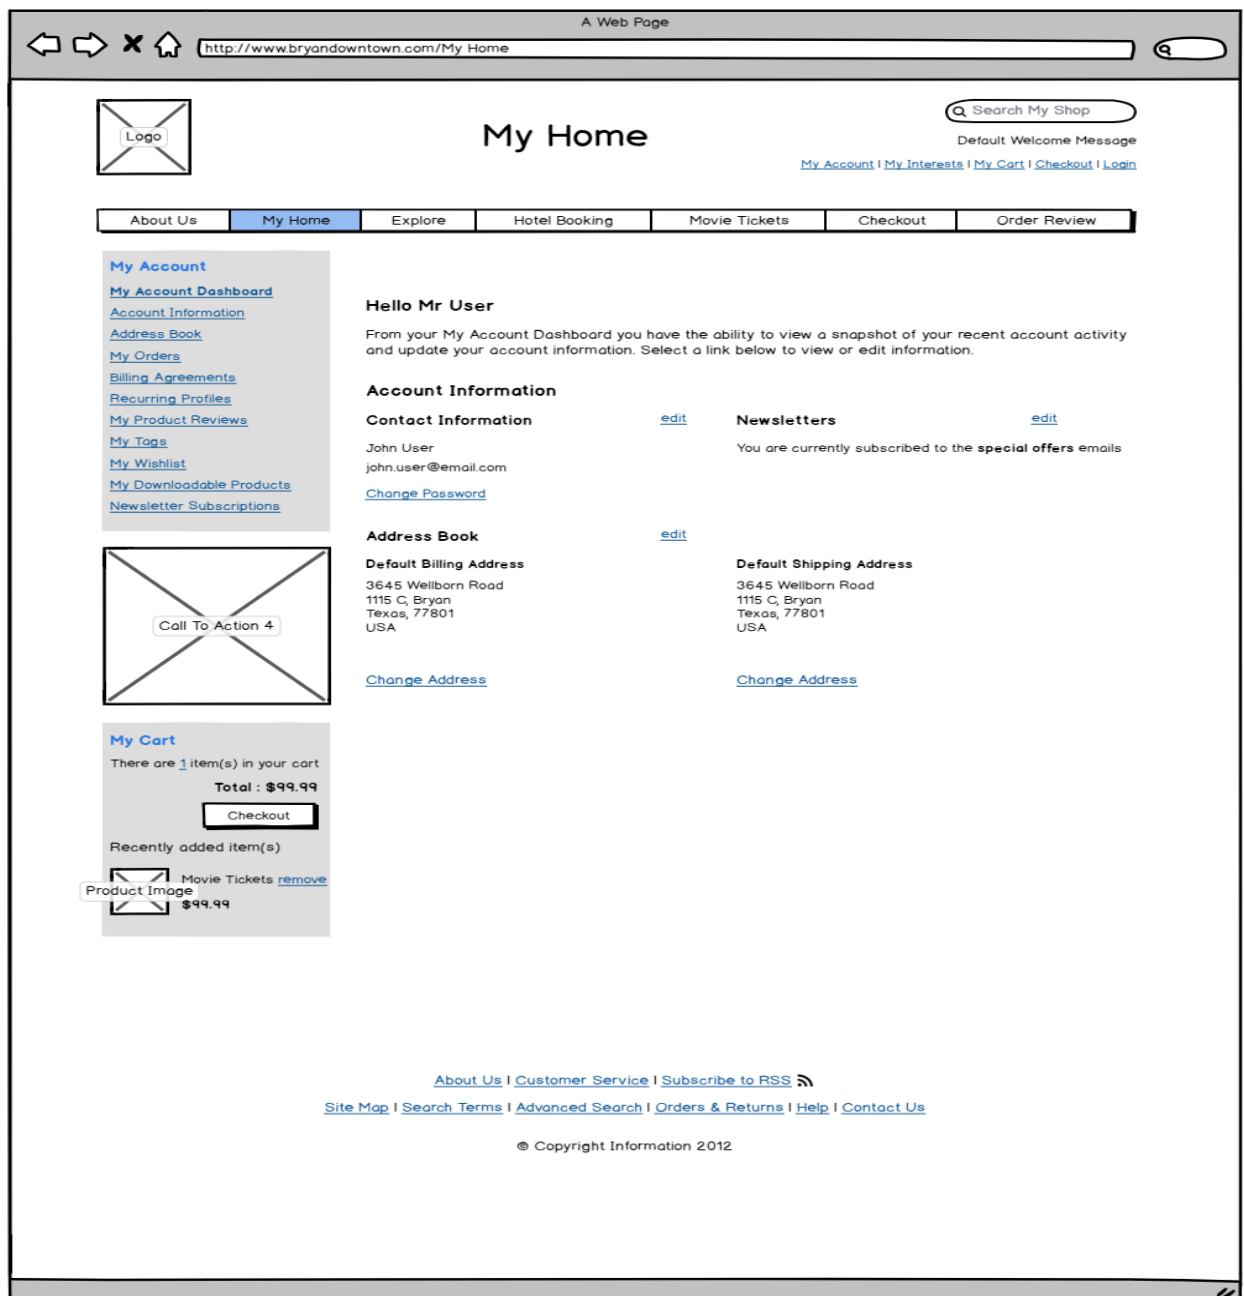 A Web Page
http://www.bryandowntown.com/My Home
Logo
My Home
Search My Shop
Default Welcome Message
My Account | My Interests | My Cart | Checkout | Login
About Us My Home Explore Hotel Booking Movie Tickets Checkout Order Review
My Account
My Account Dashboard
Account Information
Address Book
My Orders
Billing Agreements
Recurring Profiles
My Product Reviews
My Tags
My Wishlist
My Downloadable Products
Newsletter Subscriptions
Call To Action 4
My Cart
There are 1 item(s) in your cart
Total : $99.99
Checkout
Recently added item(s)
Product Image
Movie Tickets remove
$99.99
Hello Mr User
From your My Account Dashboard you have the ability to view a snapshot of your recent account activity
and update your account information. Select a link below to view or edit information.
Account Information
Contact Information edit
John User
john.user@email.com
Change Password
Newsletters edit
You are currently subscribed to the special offers emails
Address Book edit
Default Billing Address
3645 Wellborn Road
1115 C, Bryan
Texas, 77801
USA
Change Address
Default Shipping Address
3645 Wellborn Road
1115 C, Bryan
Texas, 77801
USA
Change Address
About Us | Customer Service | Subscribe to RSS
Site Map | Search Terms | Advanced Search | Orders & Returns | Help | Contact Us
© Copyright Information 2012